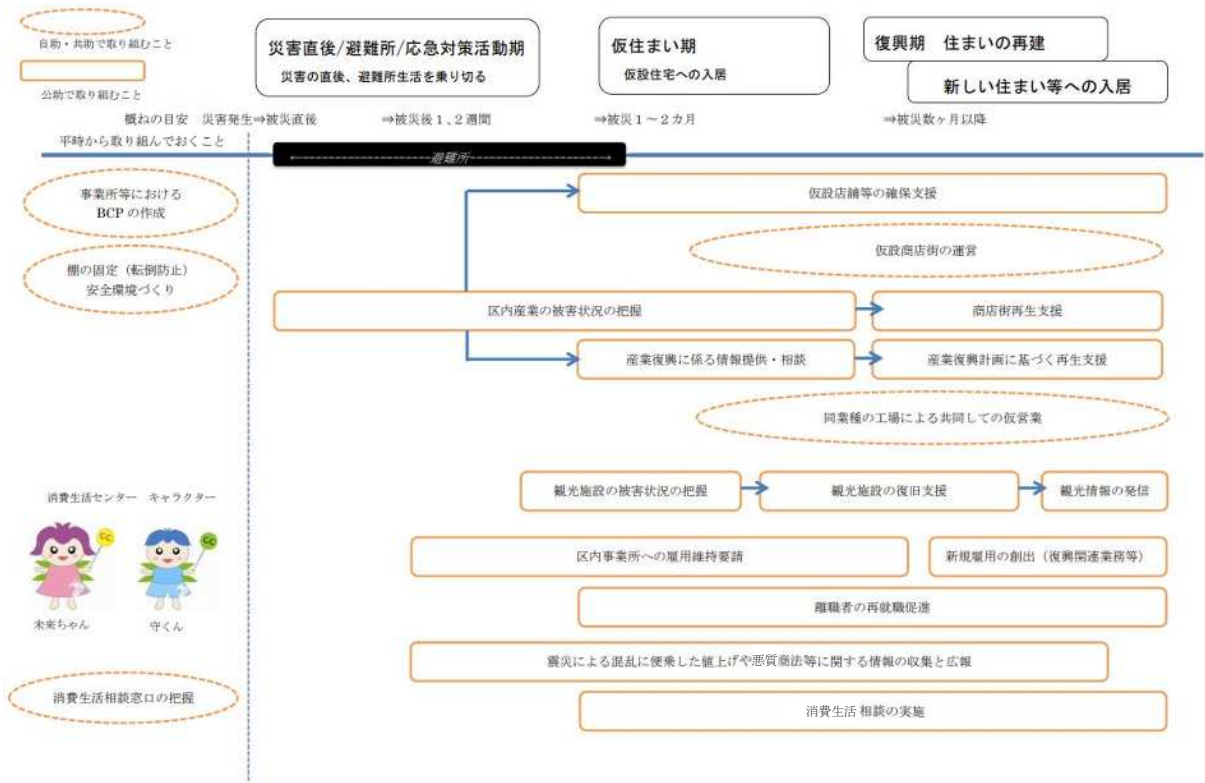 自助・共助で取り組むこと
公助で取り組むこと
災害直後/避難所/応急対策活動期
災害の直後、避難所生活を乗り切る
仮住まい期
仮設住宅への入居
復興期 住まいの再建
新しい住まい等への入居
概ねの目安 災害発生⇒被災直後 ⇒被災後1、2週間 ⇒被災1~2カ月 ⇒被災数ヶ月以降
平時から取り組んでおくこと
避難所
事業所等における
BCPの作成
仮設店舗等の確保支援
仮設商店街の運営
棚の固定（転倒防止）
安全環境づくり
区内産業の被害状況の把握
商店街再生支援
産業復興に係る情報提供・相談
産業復興計画に基づく再生支援
同業種の工場による共同しての仮営業
観光施設の被害状況の把握
観光施設の復旧支援
観光情報の発信
消費生活センター キャラクター
CC
CC
未来ちゃん
守くん
区内事業所への雇用維持要請
新規雇用の創出（復興関連業務等）
離職者の再就職促進
震災による混乱に便乗した値上げや悪質商法等に関する情報の収集と広報
消費生活相談窓口の把握
消費生活 相談の実施